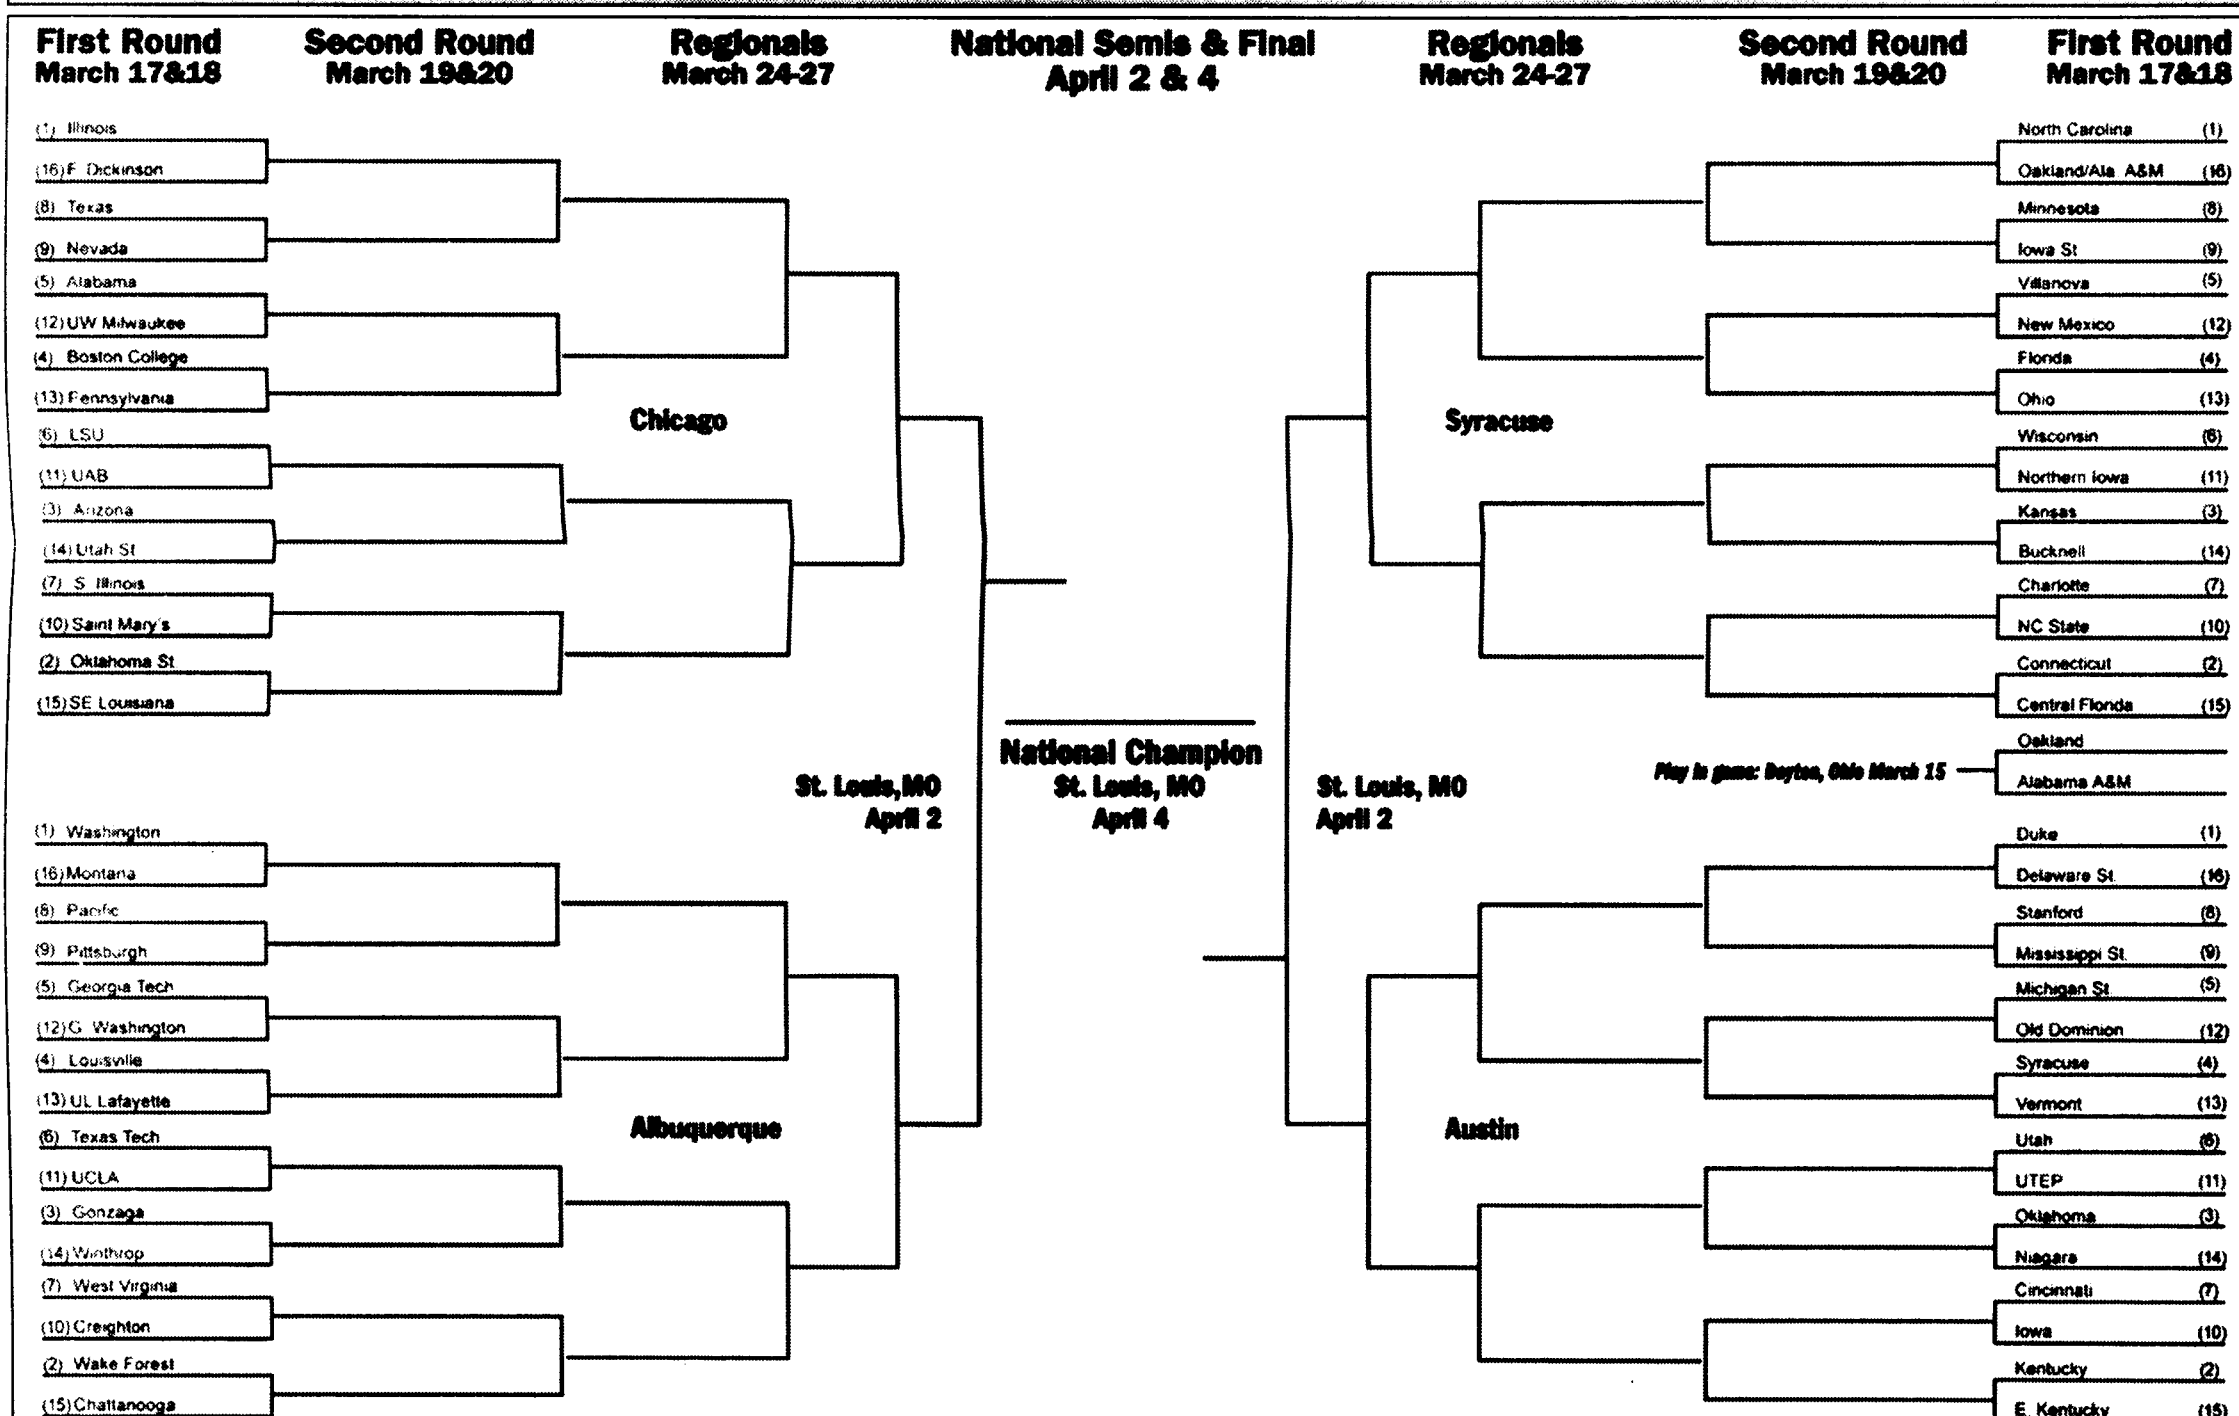 First Round
March 17&18
Second Round
March 19&20
Regionals
March 24-27
National Semis & Final
April 2 & 4
Regionals
March 24-27
Second Round
March 19&20
First Round
March 17&18
(1) Illinois
(16) F. Dickinson
(8) Texas
(9) Nevada
(5) Alabama
(12) UW Milwaukee
(4) Boston College
(13) Pennsylvania
Chicago
(6) LSU
(11) UAB
(3) Arizona
(14) Utah St
(7) S. Illinois
(10) Saint Mary's
(2) Oklahoma St
(15) SE Louisiana
St. Louis, MO
April 2
(1) Washington
(16) Montana
(8) Pacific
(9) Pittsburgh
(5) Georgia Tech
(12) G. Washington
(4) Louisville
(13) UL Lafayette
Albuquerque
(6) Texas Tech
(11) UCLA
(3) Gonzaga
(14) Winthrop
(7) West Virginia
(10) Creighton
(2) Wake Forest
(15) Chattanooga
National Champion
St. Louis, MO
April 4
North Carolina (1)
Oakland/Ala. A&M (16)
Minnesota (8)
Iowa St (9)
Villanova (5)
New Mexico (12)
Florida (4)
Ohio (13)
Syracuse
Wisconsin (6)
Northern Iowa (11)
Kansas (3)
Bucknell (14)
Charlotte (7)
NC State (10)
Connecticut (2)
Central Florida (15)
Oakland
Play in game: Dayton, Ohio March 15
Alabama A&M
St. Louis, MO
April 2
Duke (1)
Delaware St. (16)
Stanford (8)
Mississippi St. (9)
Michigan St (5)
Old Dominion (12)
Syracuse (4)
Vermont (13)
Austin
Utah (6)
UTEP (11)
Oklahoma (3)
Niagara (14)
Cincinnati (7)
Iowa (10)
Kentucky (2)
E. Kentucky (15)